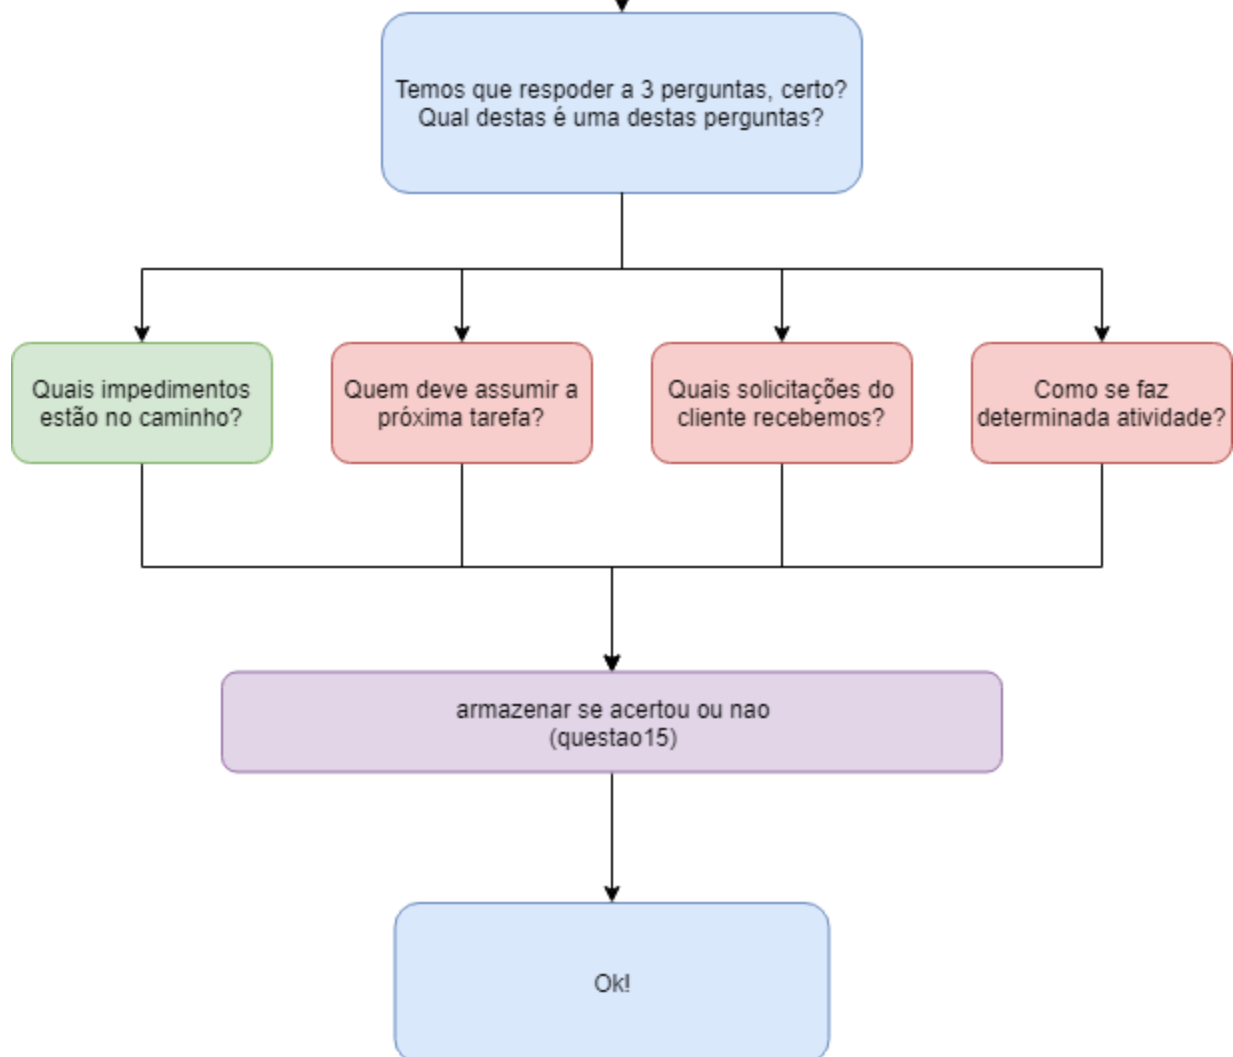 Temos que respoder a 3 perguntas, certo?
Qual destas é uma destas perguntas?
Quais impedimentos
estão no caminho?
Quem deve assumir a
próxima tarefa?
Quais solicitações do
cliente recebemos?
Como se faz
determinada atividade?
armazenar se acertou ou nao
(questao15)
Ok!